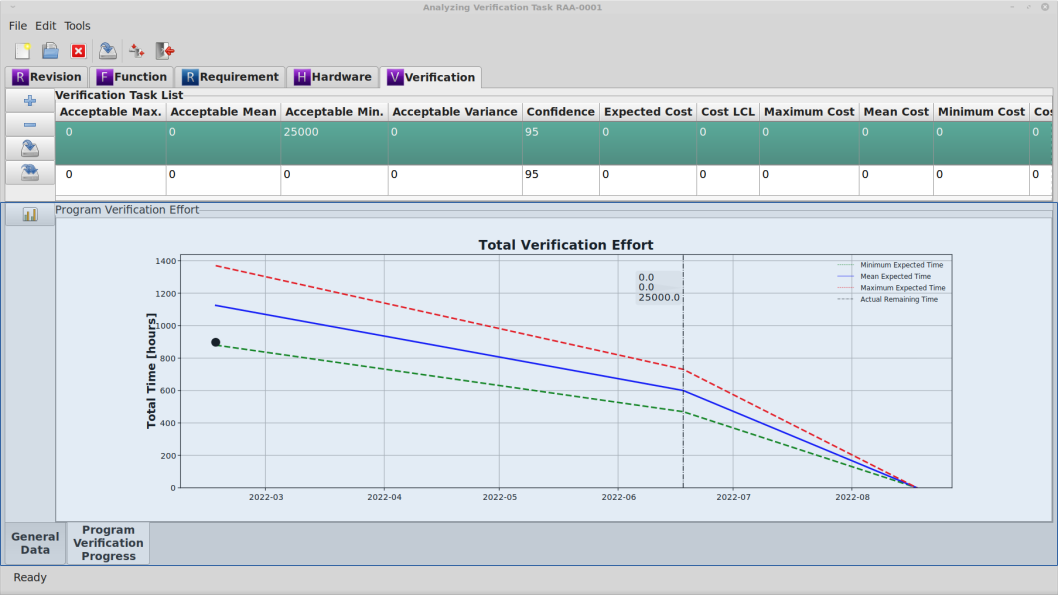 Analyzing Verification Task RAA-0001
File Edit Tools
R Revision F Function R Requirement H Hardware V Verification
Verification Task List
Acceptable Max. Acceptable Mean Acceptable Min. Acceptable Variance Confidence Expected Cost Cost LCL Maximum Cost Mean Cost Minimum Cost
0 0 25000 0 95 0 0 0 0 0 0
0 0 0 0 95 0 0 0 0 0 0
Program Verification Effort
Total Verification Effort
Total Time [hours]
1400
1200
1000
800
600
400
200
0
0.0
0.0
25000.0
Minimum Expected Time
Mean Expected Time
Maximum Expected Time
Actual Remaining Time
2022-03 2022-04 2022-05 2022-06 2022-07 2022-08
General
Data
Program
Verification
Progress
Ready